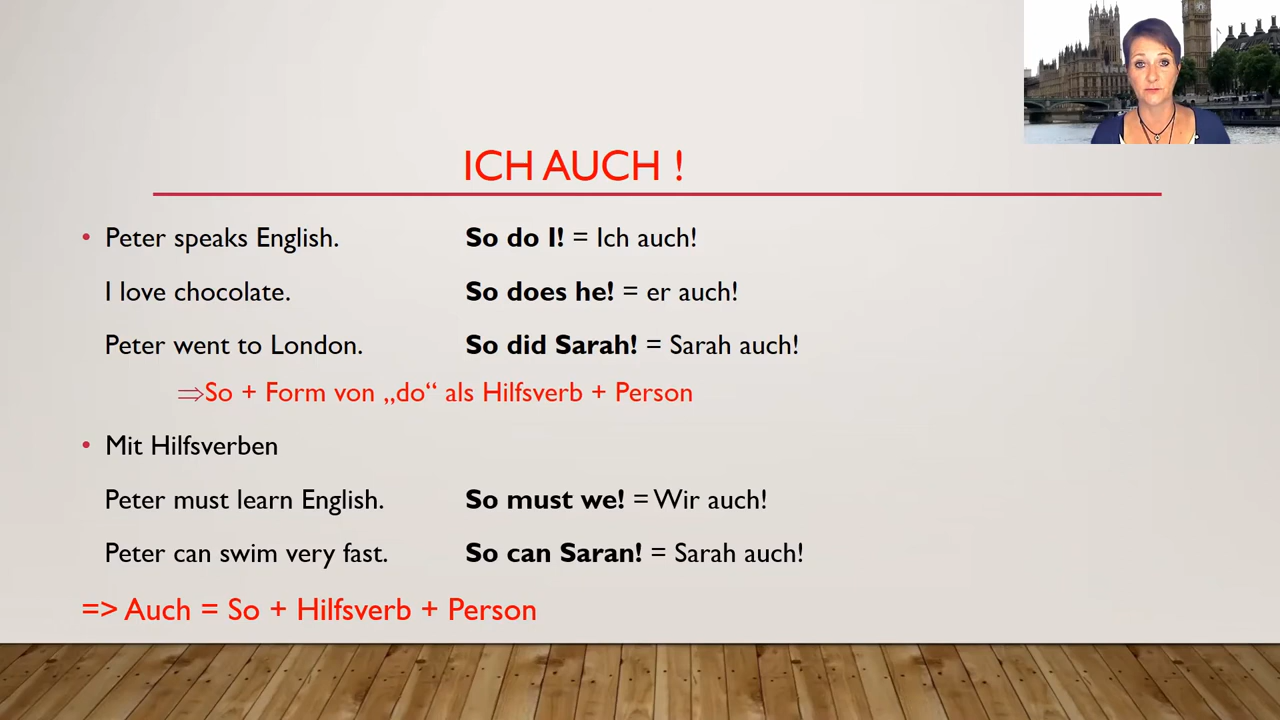 ICH AUCH !
• Peter speaks English. So do I! = Ich auch!
I love chocolate. So does he! = er auch!
Peter went to London. So did Sarah! = Sarah auch!
⇒So + Form von „do“ als Hilfsverb + Person
• Mit Hilfsverben
Peter must learn English. So must we! = Wir auch!
Peter can swim very fast. So can Saran! = Sarah auch!
=> Auch = So + Hilfsverb + Person